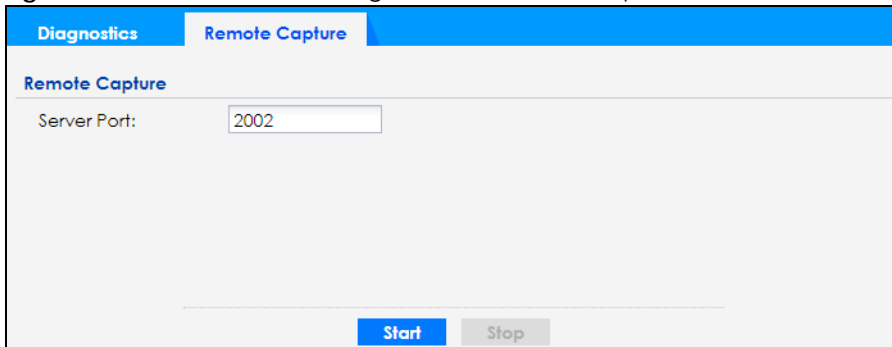 Diagnostics Remote Capture
Remote Capture
Server Port: 2002
Start Stop